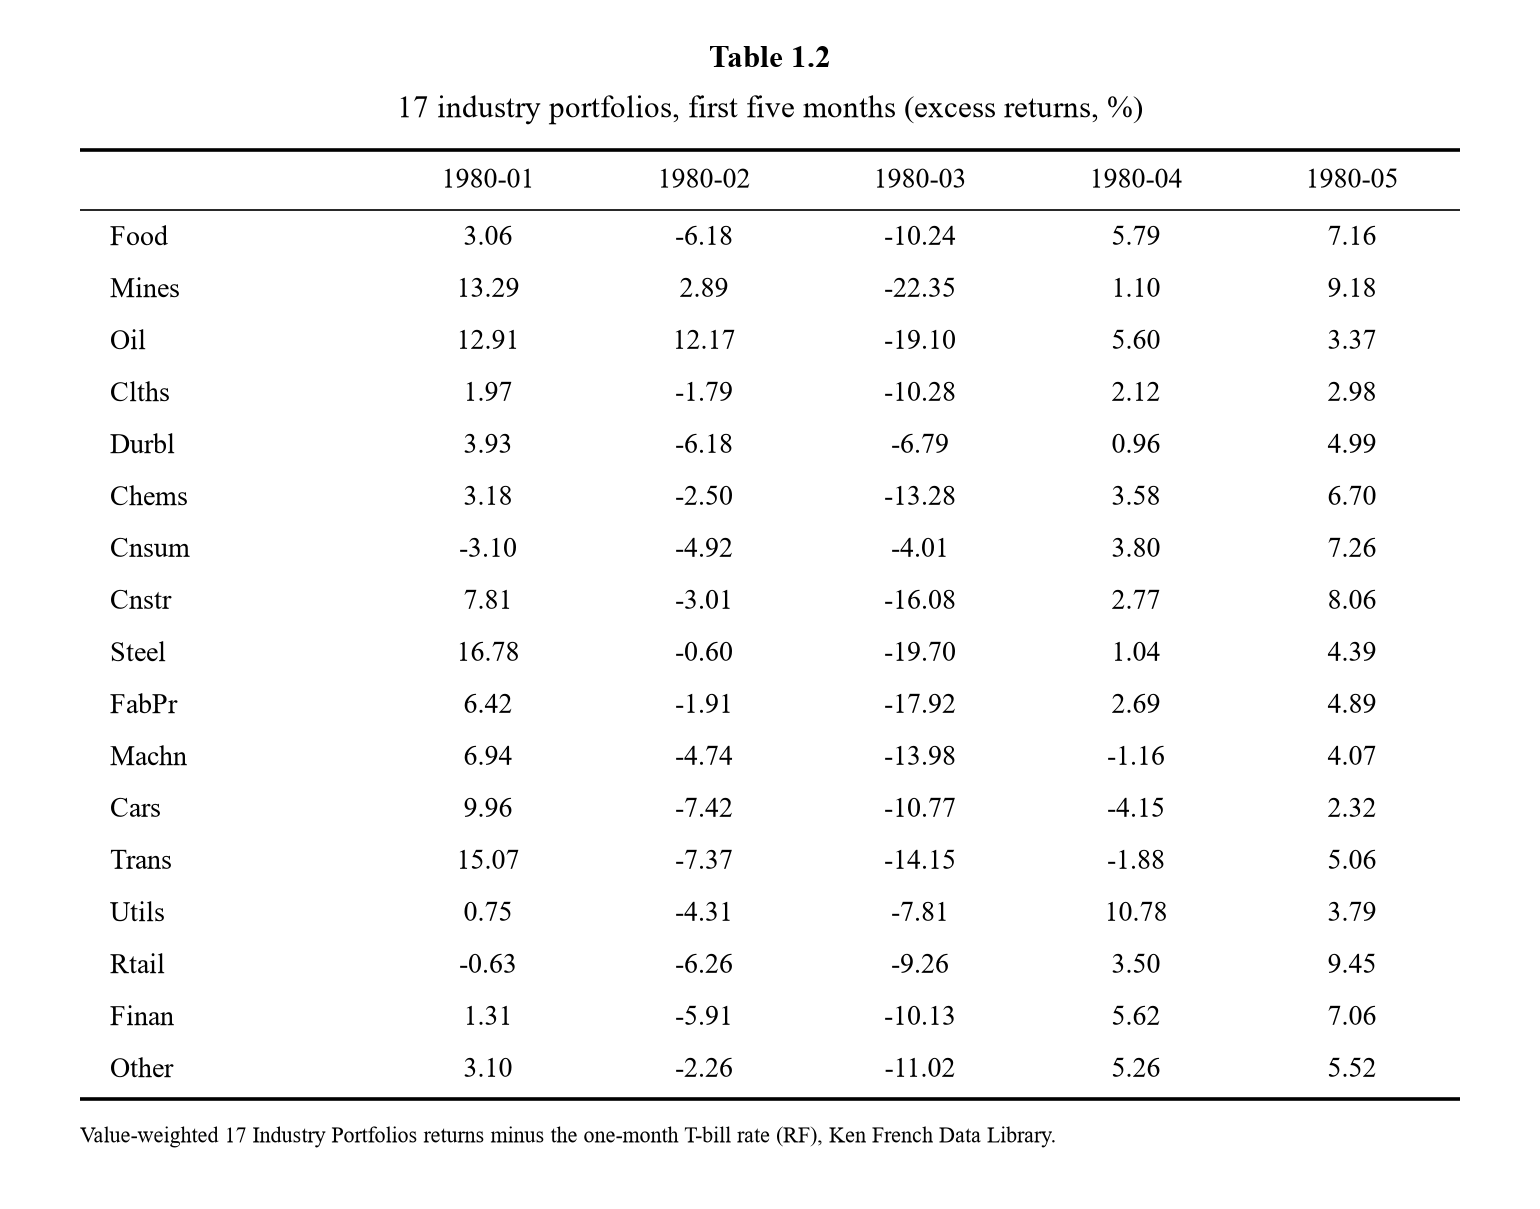 Table 1.2
17 industry portfolios, first five months (excess returns, %)
1980-01 1980-02 1980-03 1980-04 1980-05
Food 3.06 -6.18 -10.24 5.79 7.16
Mines 13.29 2.89 -22.35 1.10 9.18
Oil 12.91 12.17 -19.10 5.60 3.37
Clths 1.97 -1.79 -10.28 2.12 2.98
Durbl 3.93 -6.18 -6.79 0.96 4.99
Chems 3.18 -2.50 -13.28 3.58 6.70
Cnsum -3.10 -4.92 -4.01 3.80 7.26
Cnstr 7.81 -3.01 -16.08 2.77 8.06
Steel 16.78 -0.60 -19.70 1.04 4.39
FabPr 6.42 -1.91 -17.92 2.69 4.89
Machn 6.94 -4.74 -13.98 -1.16 4.07
Cars 9.96 -7.42 -10.77 -4.15 2.32
Trans 15.07 -7.37 -14.15 -1.88 5.06
Utils 0.75 -4.31 -7.81 10.78 3.79
Rtail -0.63 -6.26 -9.26 3.50 9.45
Finan 1.31 -5.91 -10.13 5.62 7.06
Other 3.10 -2.26 -11.02 5.26 5.52
Value-weighted 17 Industry Portfolios returns minus the one-month T-bill rate (RF), Ken French Data Library.